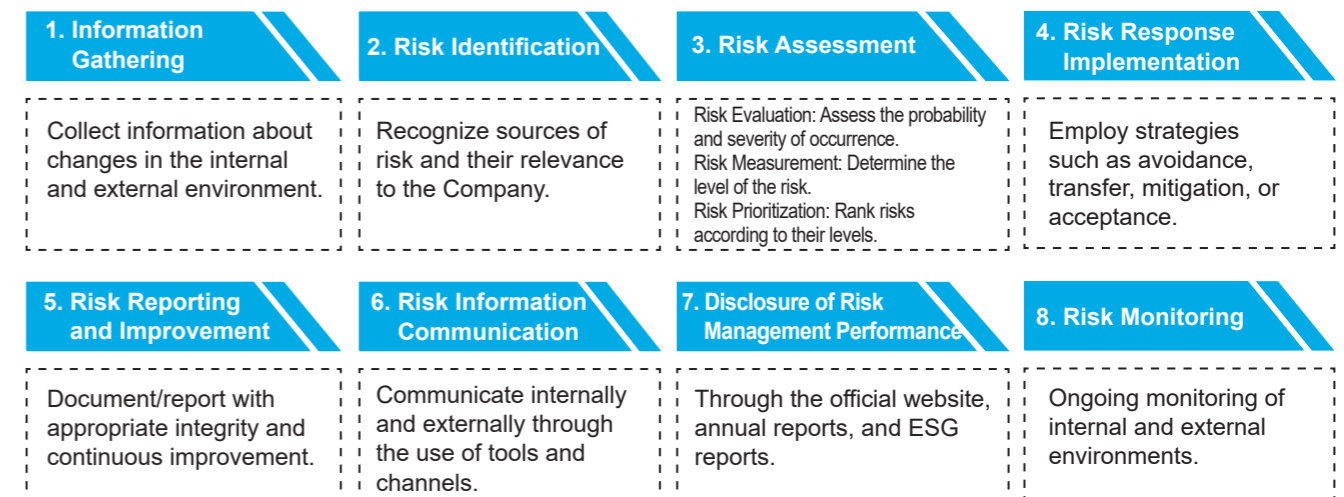 1. Information
Gathering
Collect information about
changes in the internal
and external environment.
2. Risk Identification
Recognize sources of
risk and their relevance
to the Company.
3. Risk Assessment
Risk Evaluation: Assess the probability
and severity of occurrence.
Risk Measurement: Determine the
level of the risk.
Risk Prioritization: Rank risks
according to their levels.
4. Risk Response
Implementation
Employ strategies
such as avoidance,
transfer, mitigation, or
acceptance.
5. Risk Reporting
and Improvement
Document/report with
appropriate integrity and
continuous improvement.
6. Risk Information
Communication
Communicate internally
and externally through
the use of tools and
channels.
7. Disclosure of Risk
Management Performance
Through the official website,
annual reports, and ESG
reports.
8. Risk Monitoring
Ongoing monitoring of
internal and external
environments.